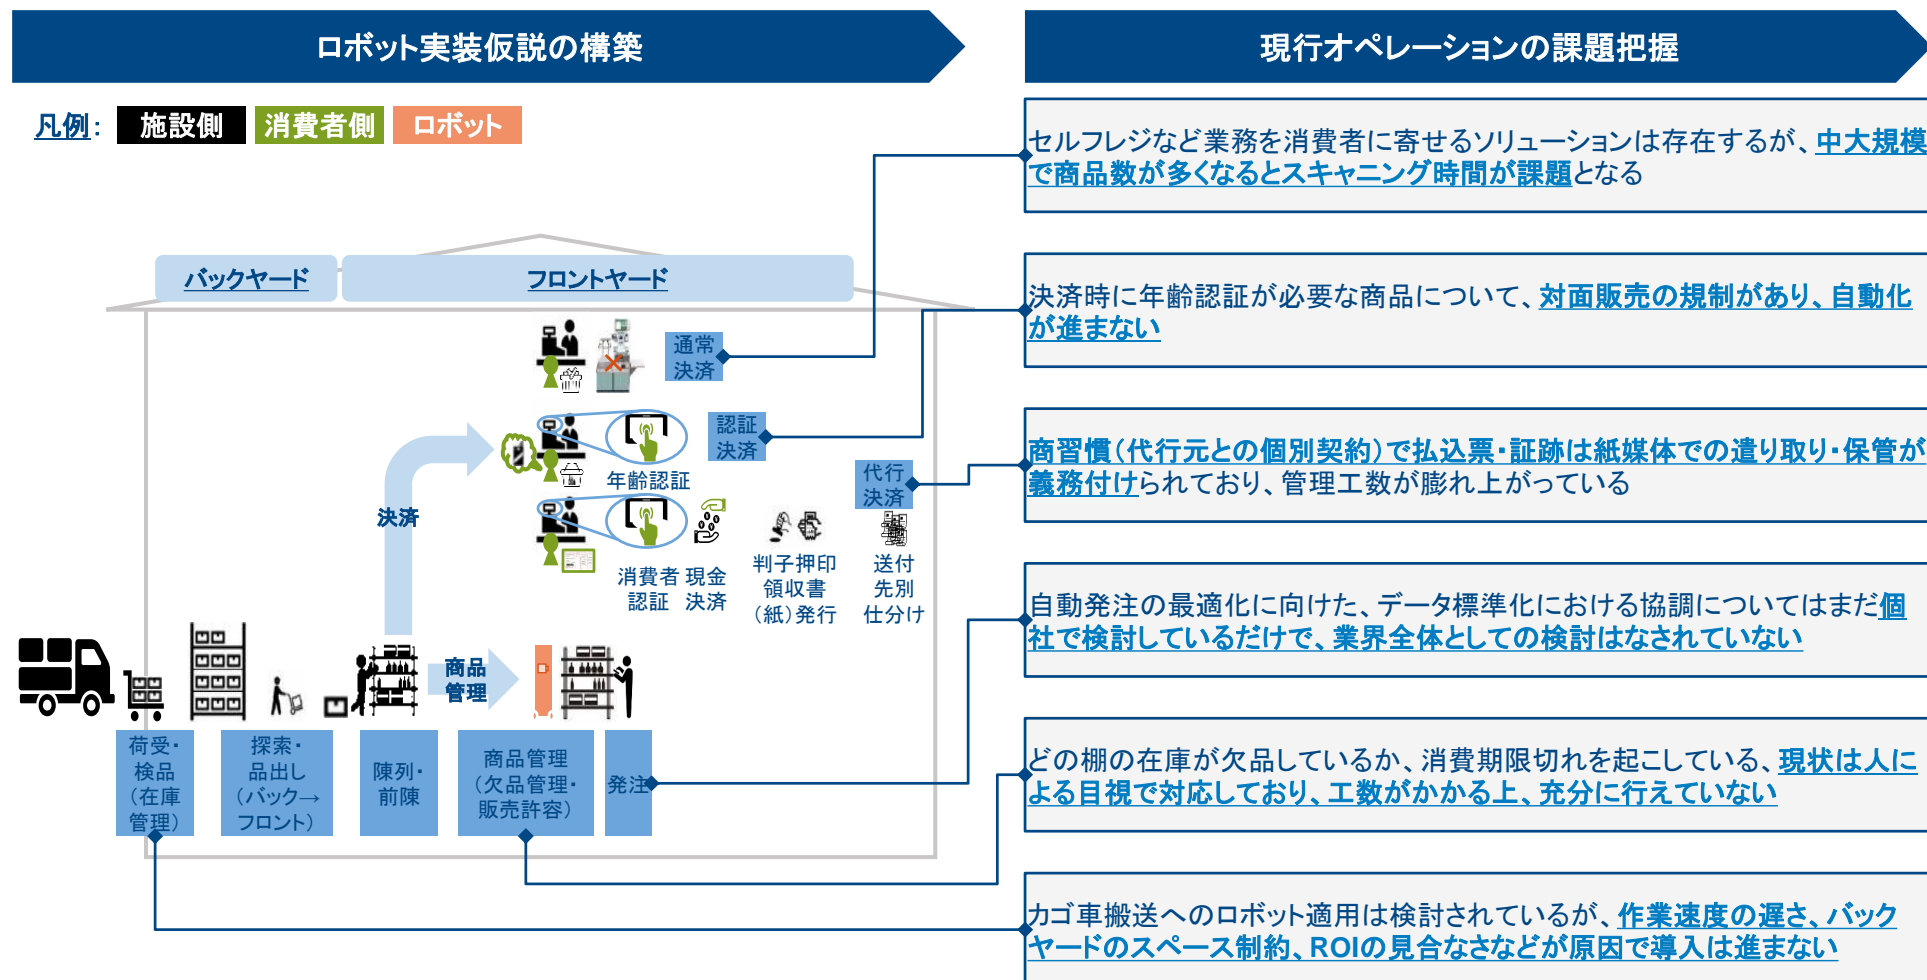 ロボット実装仮説の構築
現行オペレーションの課題把握
凡例: 施設側 消費者側 ロボット
バックヤード
フロントヤード
通常
決済
認証
決済
年齢認証
代行
決済
決済
消費者
認証
現金
決済
判子押印
領収書
(紙)発行
送付
先別
仕分け
商品
管理
荷受・
検品
(在庫
管理)
探索・
品出し
(バック→
フロント)
陳列・
前陳
商品管理
(欠品管理・
販売許容)
発注
セルフレジなど業務を消費者に寄せるソリューションは存在するが、中大規模
で商品数が多くなるとスキャニング時間が課題となる
決済時に年齢認証が必要な商品について、対面販売の規制があり、自動化
が進まない
商習慣(代行元との個別契約)で払込票・証跡は紙媒体での遣り取り・保管が
義務付けられており、管理工数が膨れ上がっている
自動発注の最適化に向けた、データ標準化における協調についてはまだ個
社で検討しているだけで、業界全体としての検討はなされていない
どの棚の在庫が欠品しているか、消費期限切れを起こしている、現状は人に
よる目視で対応しており、工数がかかる上、充分に行えていない
カゴ車搬送へのロボット適用は検討されているが、作業速度の遅さ、バック
ヤードのスペース制約、ROIの見合なさなどが原因で導入は進まない